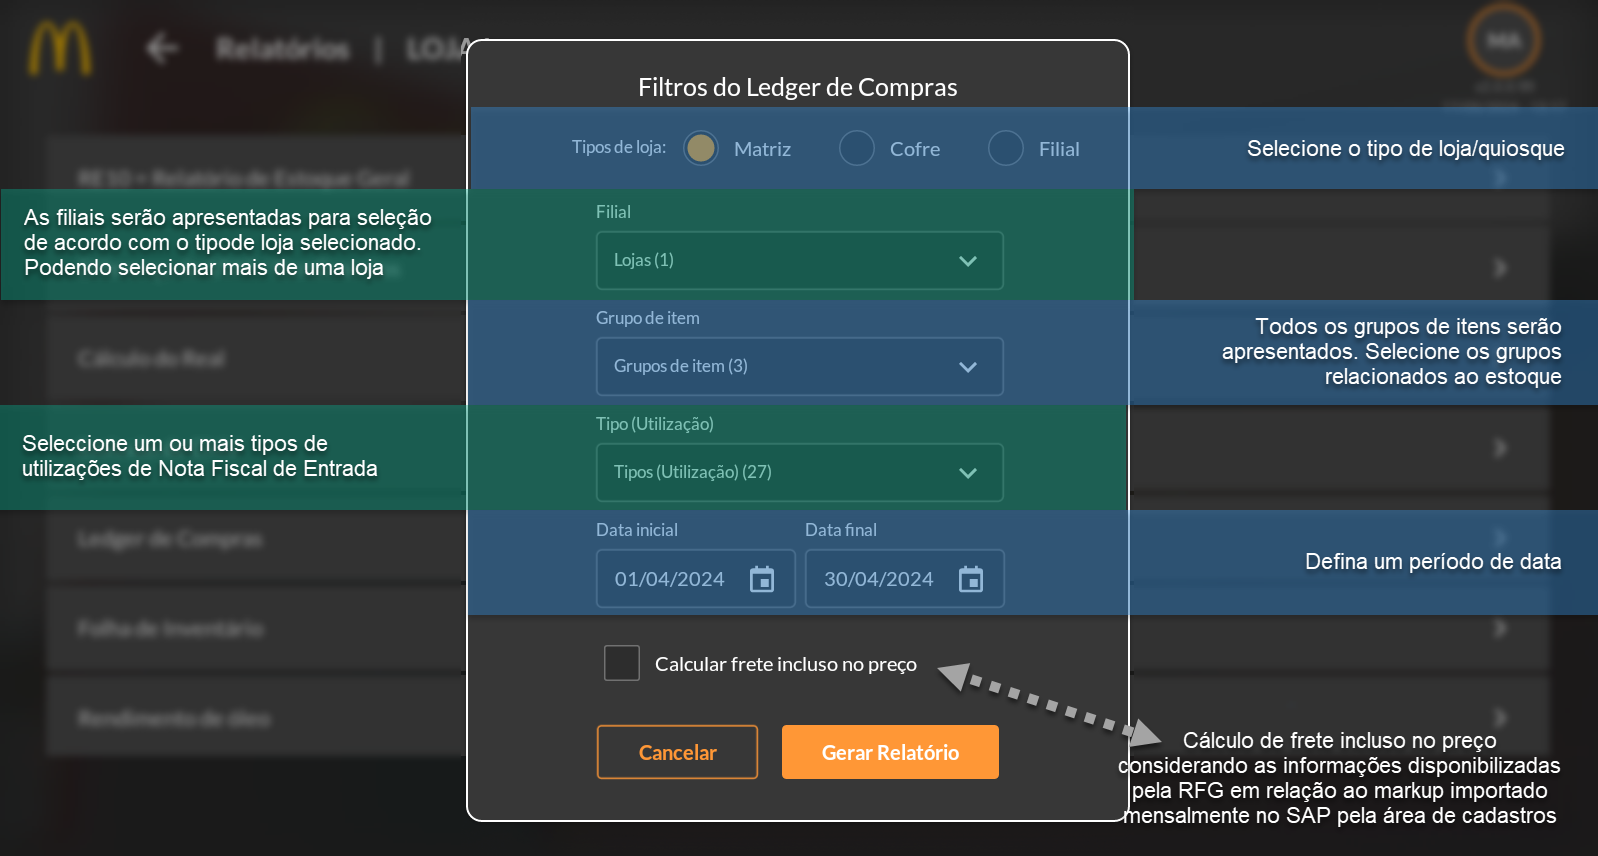 Relatórios | LOJA
MA
Filtros do Ledger de Compras
Tipos de loja: Matriz Cofre Filial
Selecione o tipo de loja/quiosque
RE10 • Relatório de Estoque Geral
As filiais serão apresentadas para seleção
de acordo com o tipode loja selecionado.
Podendo selecionar mais de uma loja
Filial
Lojas (1)
Grupo de item
Grupos de item (3)
Todos os grupos de itens serão
apresentados. Selecione os grupos
relacionados ao estoque
Cálculo do Real
Seleccione um ou mais tipos de
utilizações de Nota Fiscal de Entrada
Tipo (Utilização)
Tipos (Utilização) (27)
Ledger de Compras
Data inicial Data final
01/04/2024 30/04/2024
Defina um período de data
Folha de Inventário
Calcular frete incluso no preço
Rendimento de óleo
Cancelar Gerar Relatório
Cálculo de frete incluso no preço
considerando as informações disponibilizadas
pela RFG em relação ao markup importado
mensalmente no SAP pela área de cadastros